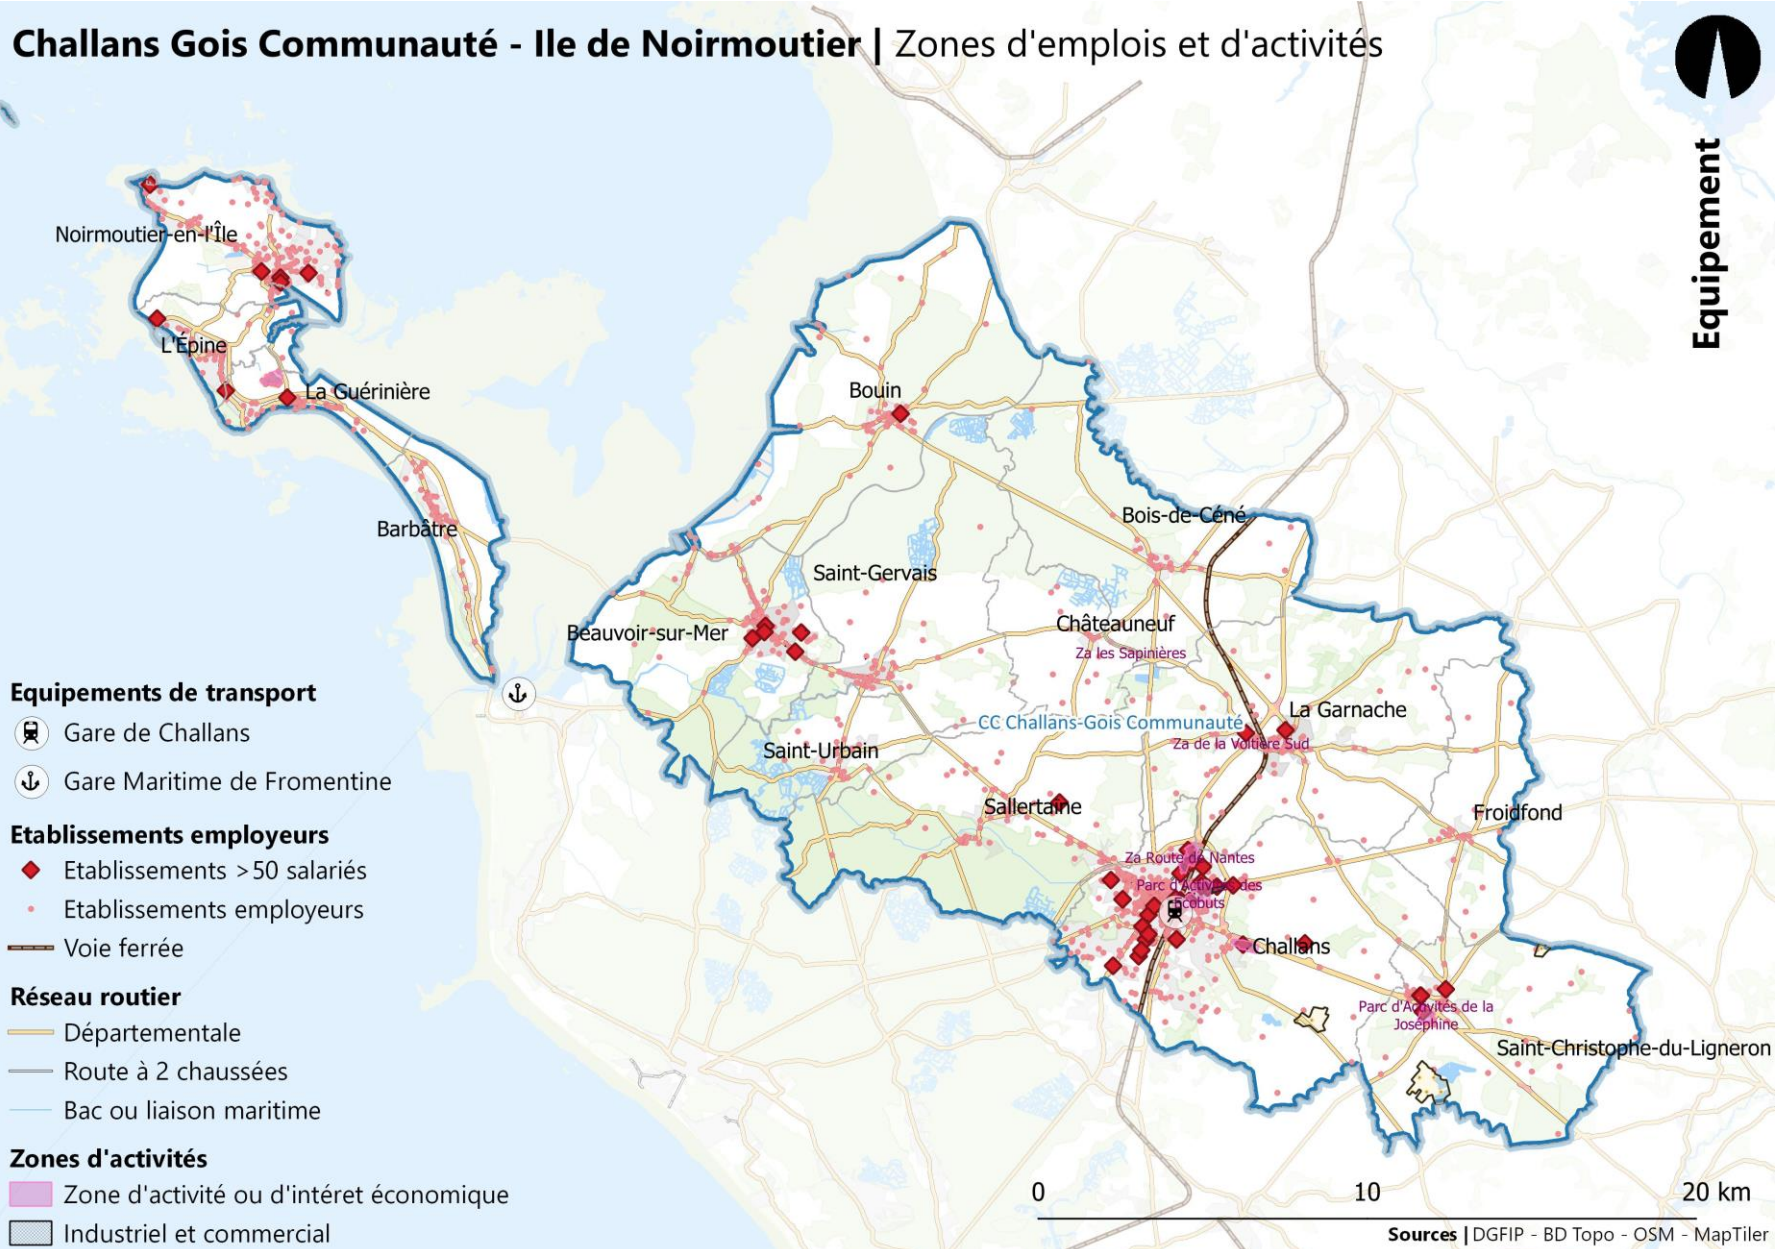 Challans Gois Communauté - Ile de Noirmoutier | Zones d'emplois et d'activités
Equipement
Noirmoutier-en-l'Île
L'Épine
La Guérinière
Barbâtre
Bouin
Bois-de-Céné
Saint-Gervais
Beauvoir-sur-Mer
Châteauneuf
Za les Sapinières
CC Challans-Gois Communauté
La Garnache
Za de la Voltière Sud
Saint-Urbain
Sallertaine
Froidfond
Za Route de Nantes
Parc d'Activités des
Ecobuts
Challans
Parc d'Activités de la
Joséphine
Saint-Christophe-du-Ligneron
Equipements de transport
Gare de Challans
Gare Maritime de Fromentine
Etablissements employeurs
Etablissements >50 salariés
Etablissements employeurs
Voie ferrée
Réseau routier
Départementale
Route à 2 chaussées
Bac ou liaison maritime
Zones d'activités
Zone d'activité ou d'intéret économique
Industriel et commercial
0 10 20 km
Sources | DGFIP - BD Topo - OSM - MapTiler